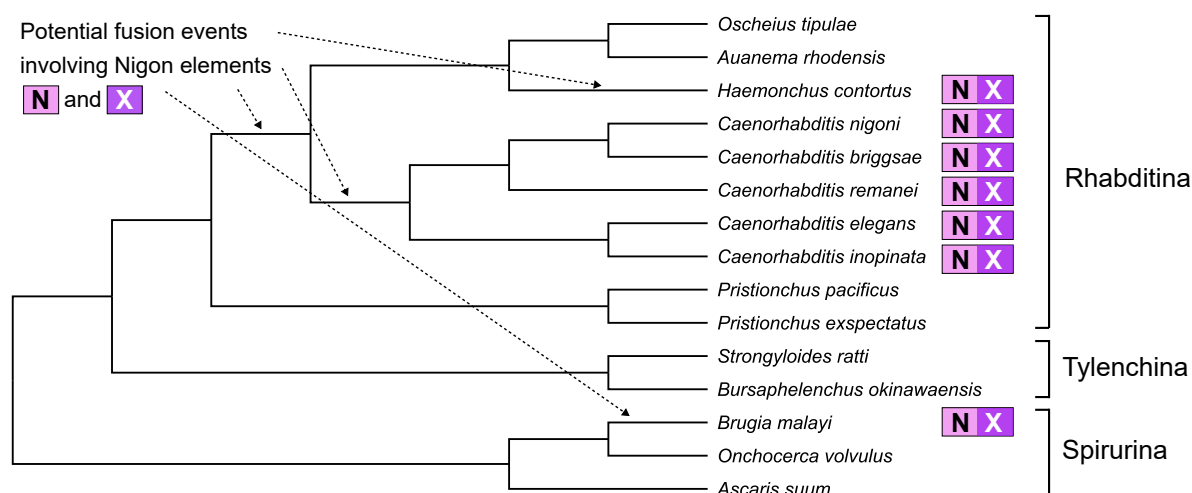 Potential fusion events
involving Nigon elements
N and X
Oscheius tipulae
Auanema rhodensis
Haemonchus contortus N X
Caenorhabditis nigoni N X
Caenorhabditis briggsae N X
Caenorhabditis remanei N X
Caenorhabditis elegans N X
Caenorhabditis inopinata N X
Pristionchus pacificus
Pristionchus exspectatus
Rhabditina
Strongyloides ratti
Bursaphelenchus okinawaensis
Tylenchina
Brugia malayi N X
Onchocerca volvulus
Ascaris suum
Spirurina